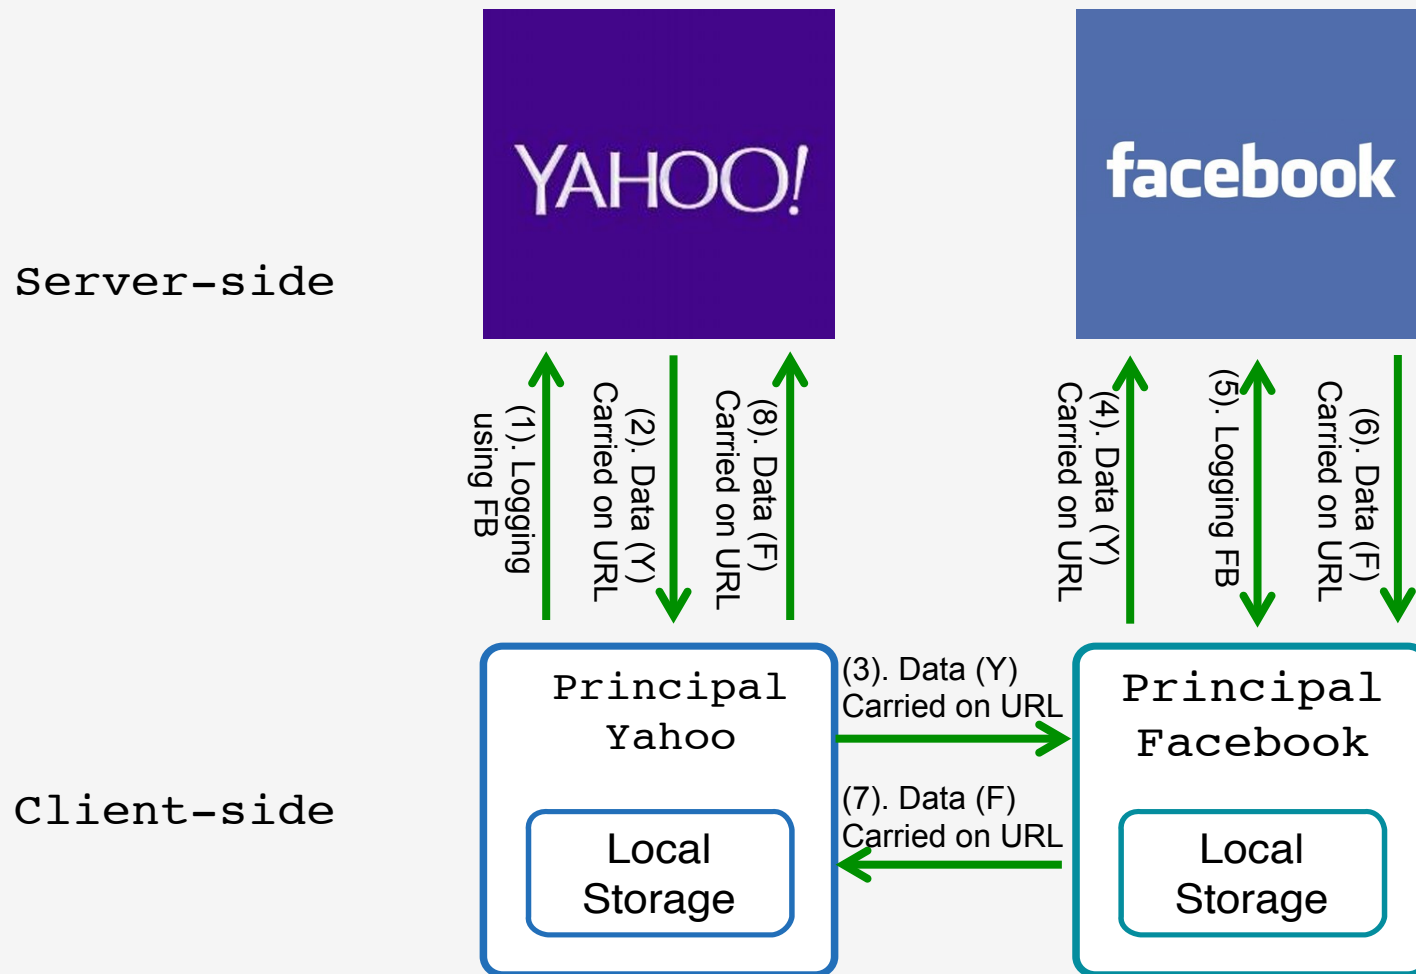 YAHOO!
facebook
Server-side
(1). Logging
using FB
(2). Data (Y)
Carried on URL
(8). Data (F)
Carried on URL
(4). Data (Y)
Carried on URL
(5). Logging FB
(6). Data (F)
Carried on URL
Principal
Yahoo
(3). Data (Y)
Carried on URL
Principal
Facebook
Client-side
(7). Data (F)
Carried on URL
Local
Storage
Local
Storage